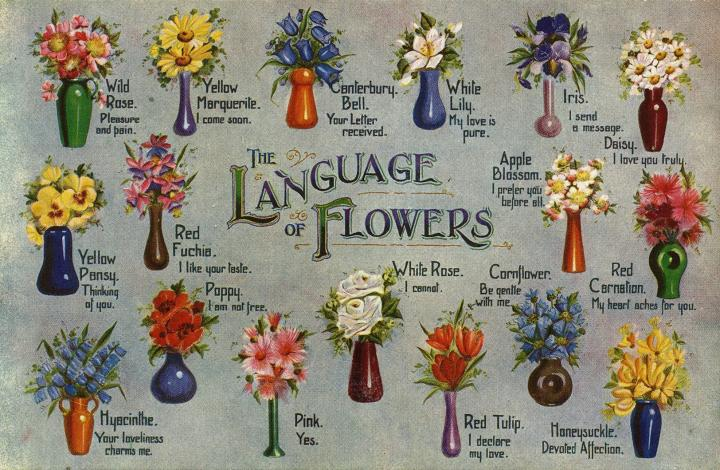 Wild
Rose.
Pleasure
and pain.
Yellow
Marquerite.
I come soon.
Canterbury.
Bell.
Your Letter
received.
White
Lily.
My love is
pure.
Iris.
I send
a message.
Daisy.
I love you truly.
THE
LANGUAGE
OF FLOWERS
Apple
Blossom.
I prefer you
before all.
Yellow
Pansy.
Thinking
of you.
Red
Fuchia.
I like your taste.
Poppy.
I am not free.
White Rose.
I cannot.
Cornflower.
Be gentle
with me.
Red
Carnation.
My heart aches for you.
Hyacinthe.
Your loveliness
charms me.
Pink.
Yes.
Red Tulip.
I declare
my love.
Honeysuckle.
Devoted Affection.